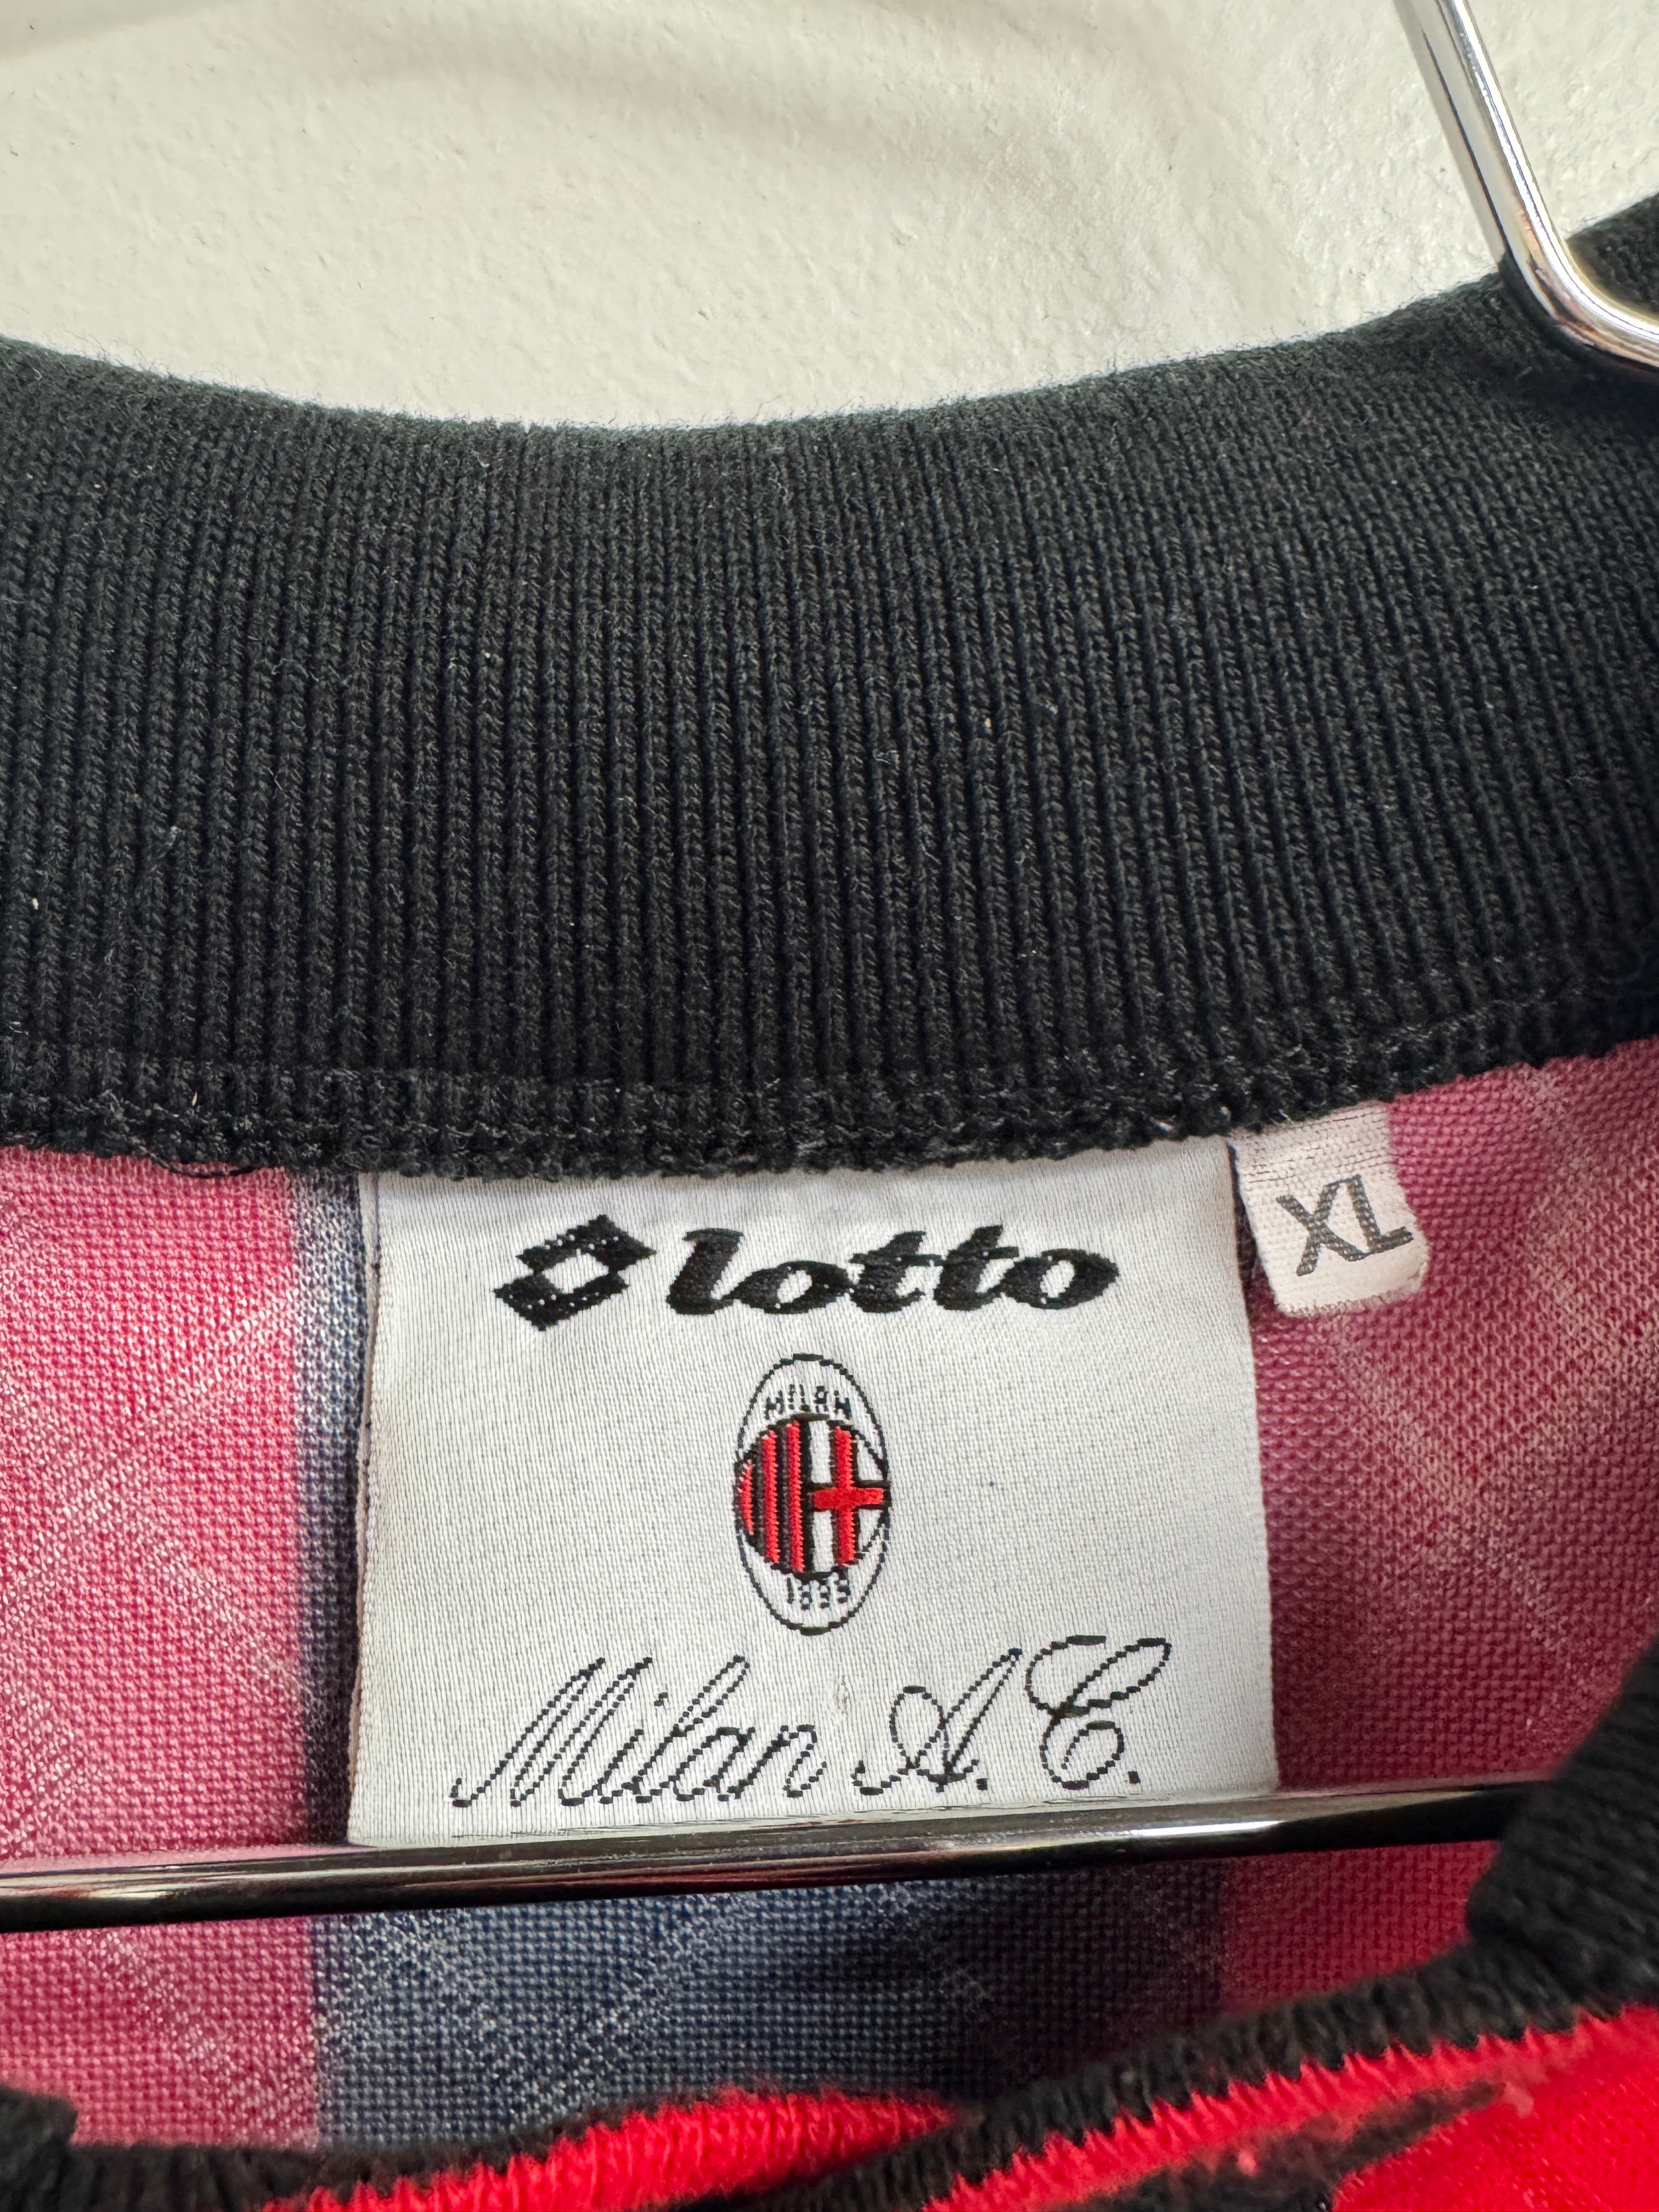 lotto
XL
MILAN
1899
Milan A.C.